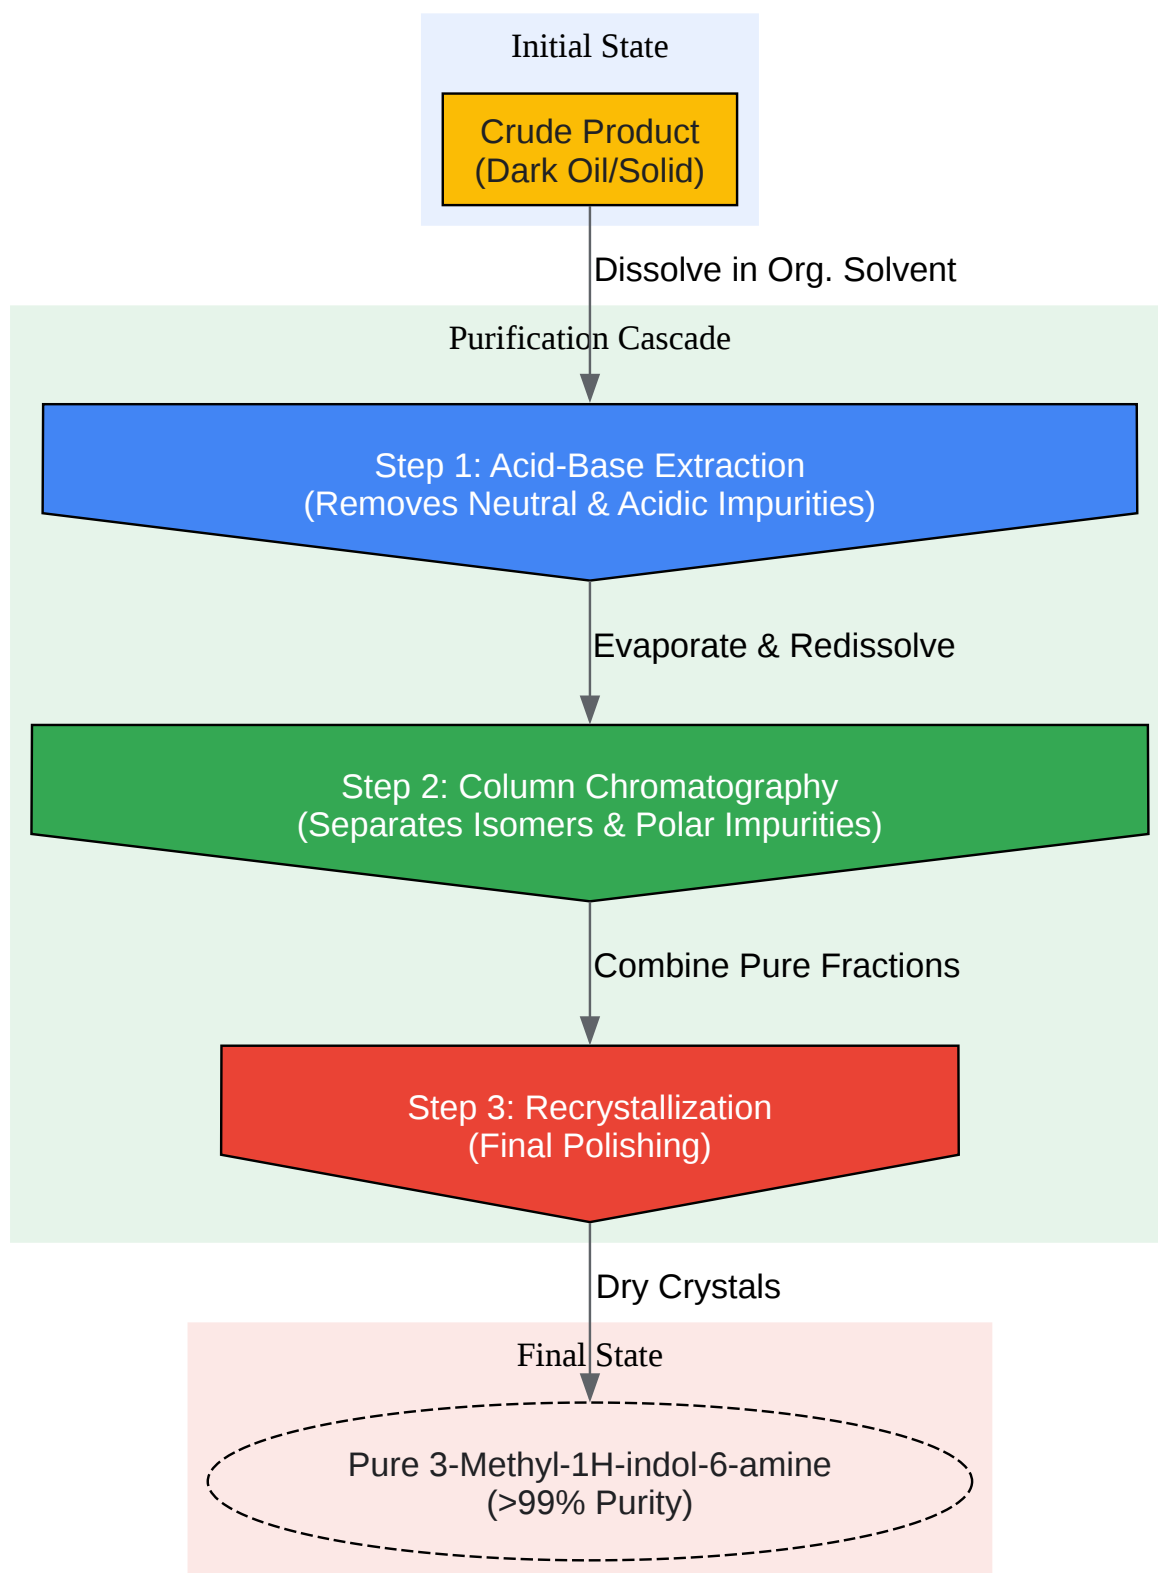 Initial State
Crude Product
(Dark Oil/Solid)
Dissolve in Org. Solvent
Purification Cascade
Step 1: Acid-Base Extraction
(Removes Neutral & Acidic Impurities)
Evaporate & Redissolve
Step 2: Column Chromatography
(Separates Isomers & Polar Impurities)
Combine Pure Fractions
Step 3: Recrystallization
(Final Polishing)
Dry Crystals
Final State
Pure 3-Methyl-1H-indol-6-amine
(>99% Purity)